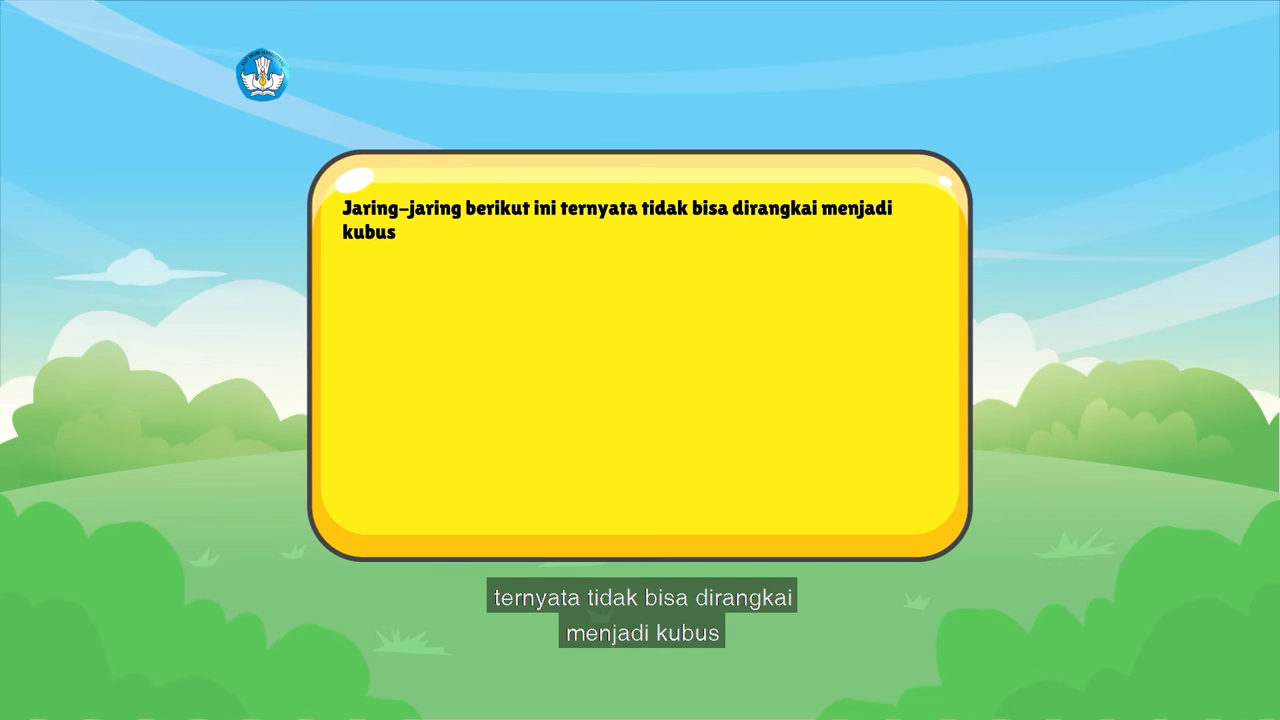 Jaring-jaring berikut ini ternyata tidak bisa dirangkai menjadi
kubus
ternyata tidak bisa dirangkai
menjadi kubus